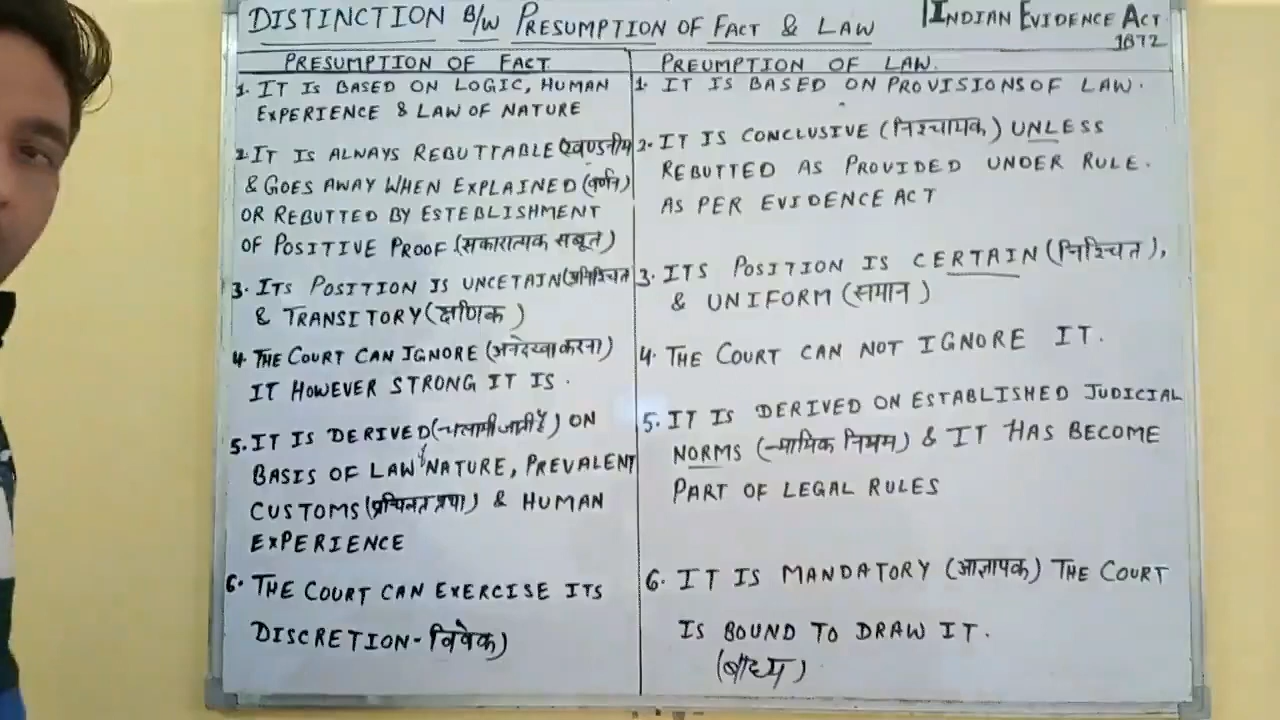 DISTINCTION B/W PRESUMPTION OF FACT & LAW
INDIAN EVIDENCE ACT
1872
PRESUMPTION OF FACT
1. IT IS BASED ON LOGIC, HUMAN
EXPERIENCE & LAW OF NATURE
2. IT IS ALWAYS REBUTTABLE (खण्डनीय
& GOES AWAY WHEN EXPLAINED (वर्णन)
OR REBUTTED BY ESTEBLISHMENT
OF POSITIVE PROOF (सकारात्मक सबूत)
3. ITS POSITION IS UNCETAIN (अनिश्चित
& TRANSITORY (क्षणिक)
4. THE COURT CAN IGNORE (अनदेखा करना)
IT HOWEVER STRONG IT IS.
5. IT IS DERIVED ON
BASIS OF LAW NATURE, PREVALENT
CUSTOMS & HUMAN
EXPERIENCE
6. THE COURT CAN EXERCISE ITS
DISCRETION - विवेक)
PREUMPTION OF LAW.
1. IT IS BASED ON PROVISIONS OF LAW.
2. IT IS CONCLUSIVE (निश्चायक) UNLESS
REBUTTED AS PROVIDED UNDER RULE.
AS PER EVIDENCE ACT
3. ITS POSITION IS CERTAIN (निश्चित),
& UNIFORM (समान)
4. THE COURT CAN NOT IGNORE IT.
5. IT IS DERIVED ON ESTABLISHED JUDICIAL
NORMS (न्यायिक नियम) & IT HAS BECOME
PART OF LEGAL RULES
6. IT IS MANDATORY (आज्ञापक) THE COURT
IS BOUND TO DRAW IT.
(बाध्य)